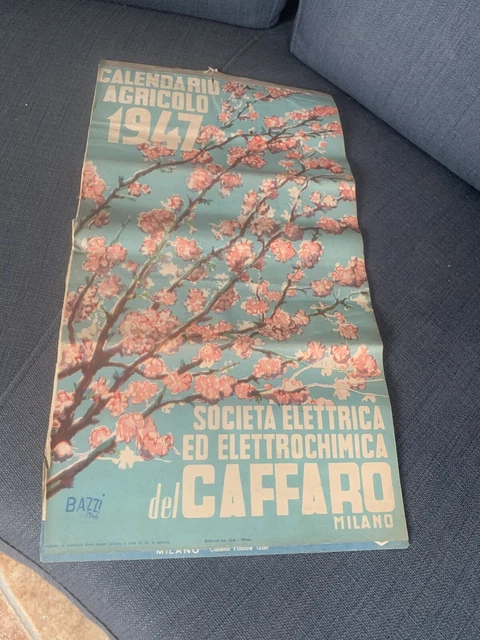 CALENDARIO
AGRICOLO
1947
SOCIETÀ ELETTRICA
ED ELETTROCHIMICA
del CAFFARO
MILANO
BAZZI
MILANO